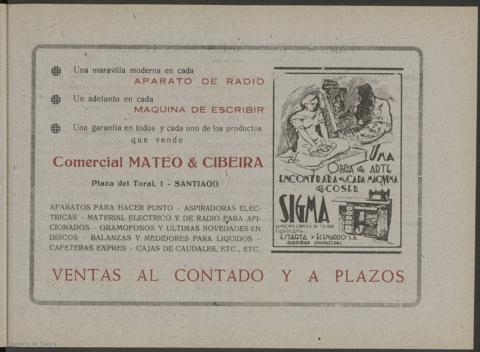 Una maravilla moderna en cada
APARATO DE RADIO
Un adelanto en cada
MAQUINA DE ESCRIBIR
Una garantía en todos y cada uno de los productos
que vende
Comercial MATEO & CIBEIRA
Plaza del Toral, 1 - SANTIAGO
APARATOS PARA HACER PUNTO - ASPIRADORAS ELEC-
TRICAS - MATERIAL ELECTRICO Y DE RADIO PARA AFI-
CIONADOS - GRAMOFONOS Y ULTIMAS NOVEDADES EN
DISCOS - BALANZAS Y MEDIDORES PARA LIQUIDOS -
CAFETERAS EXPRES - CAJAS DE CAUDALES, ETC., ETC.
UNA
OBRA DE ARTE
ENCONTRARA EN CADA MAQUINA
DE COSER
SIGMA
ESTARTA Y ECENARRO S.A.
ELGOIBAR (GUIPUZCOA)
VENTAS AL CONTADO Y A PLAZOS